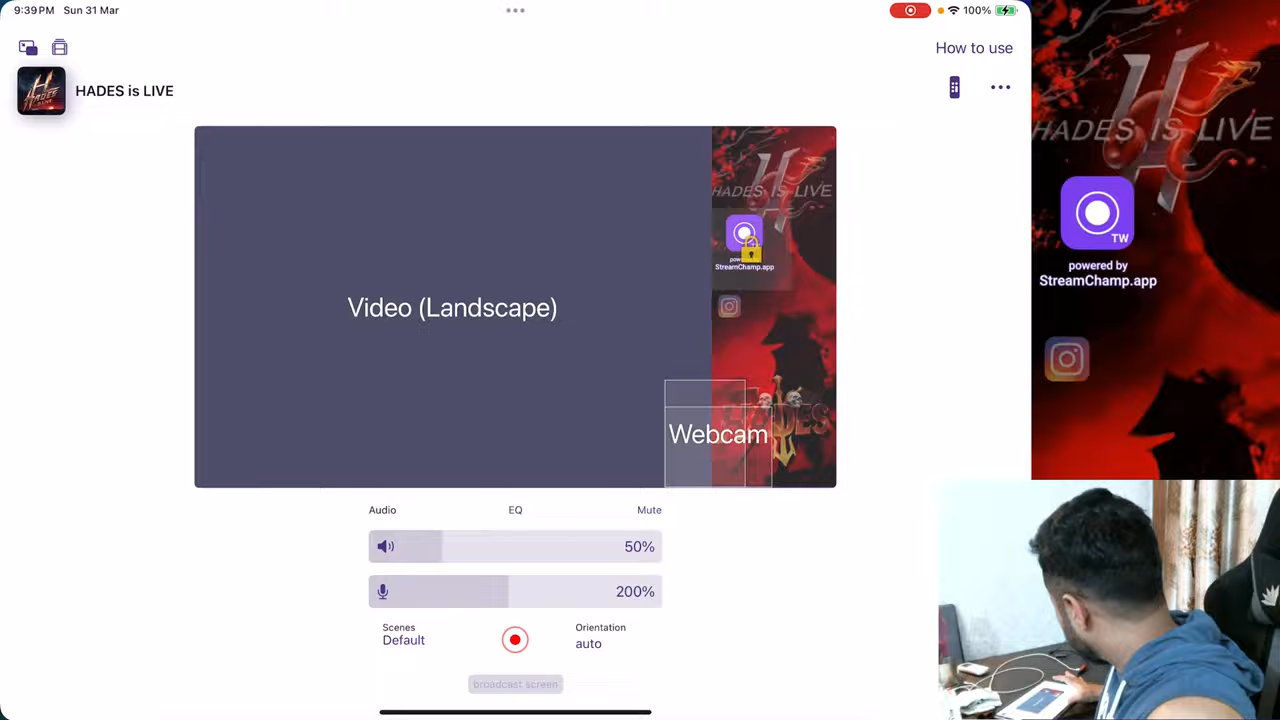 9:39 PM Sun 31 Mar
100%
How to use
HADES is LIVE
HADES IS LIVE
TW
powered by
StreamChamp.app
Video (Landscape)
HADES IS LIVE
StreamChamp.app
Webcam
HADES
Audio EQ Mute
50%
200%
Scenes
Default
Orientation
auto
broadcast screen